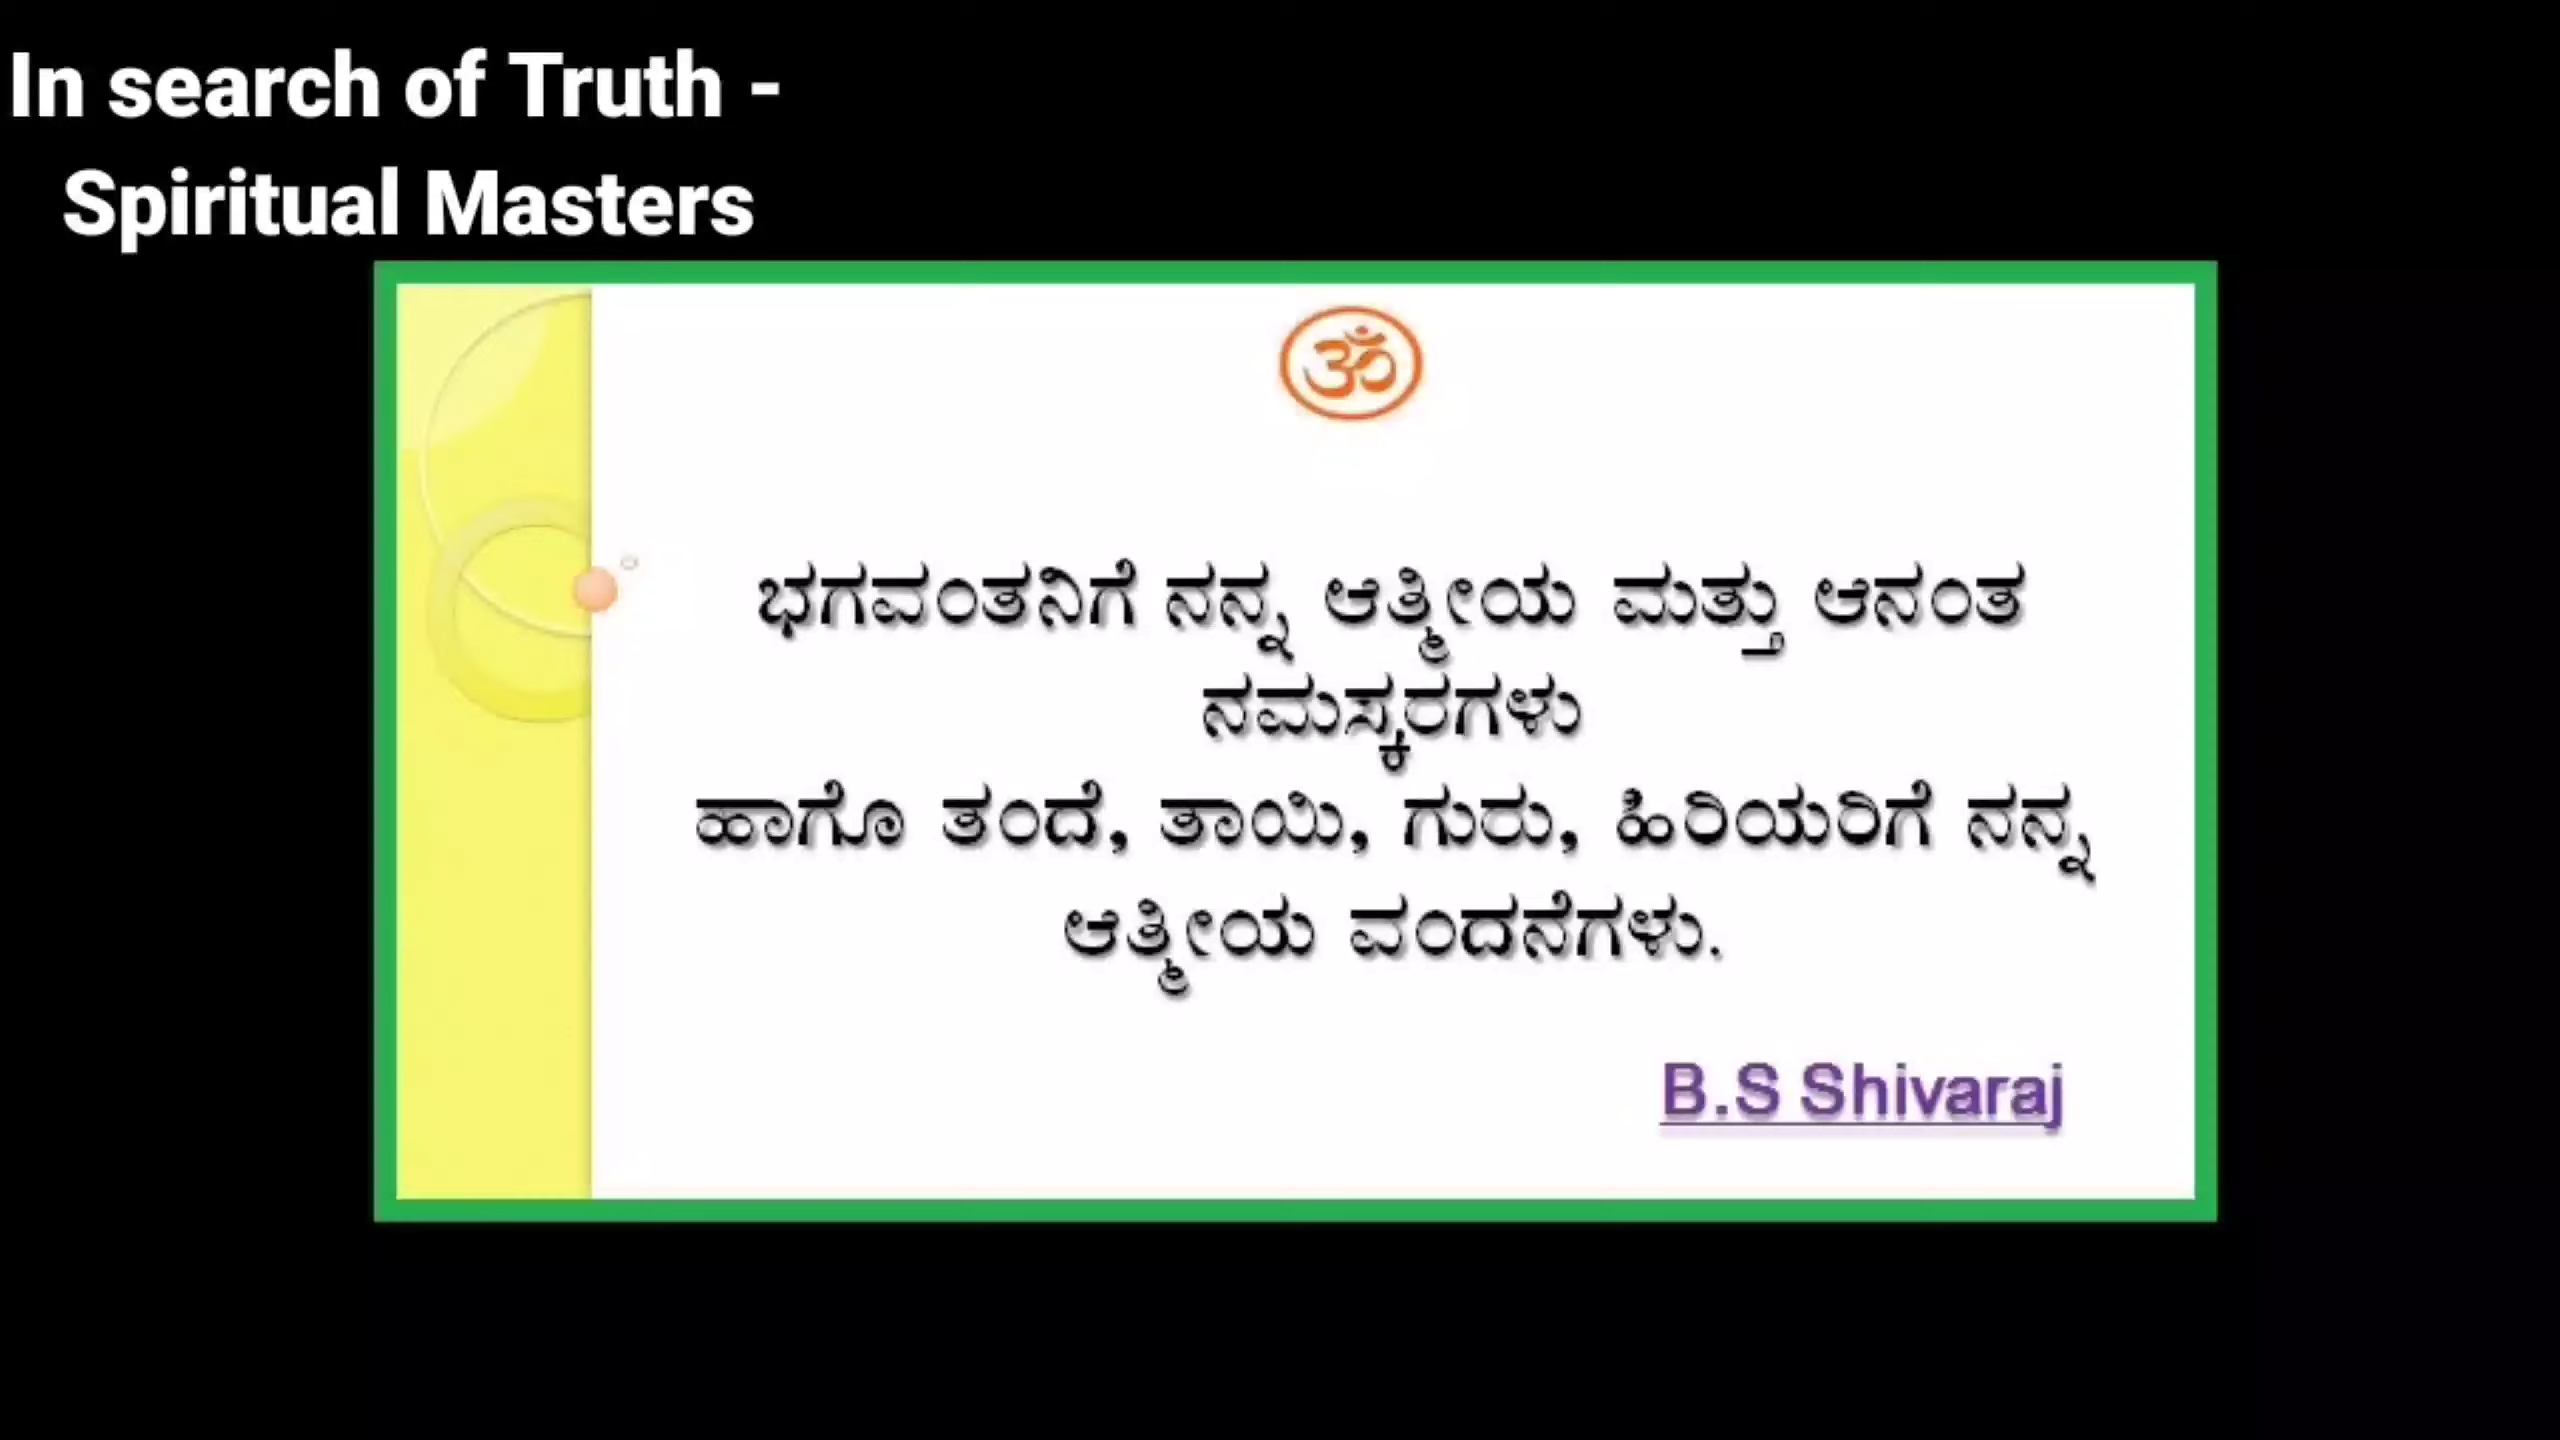 In search of Truth -
Spiritual Masters
ॐ
ಭಗವಂತನಿಗೆ ನನ್ನ ಆತ್ಮೀಯ ಮತ್ತು ಆನಂತ
ನಮಸ್ಕರಗಳು
ಹಾಗೊ ತಂದೆ, ತಾಯಿ, ಗುರು, ಹಿರಿಯರಿಗೆ ನನ್ನ
ಆತ್ಮೀಯ ವಂದನೆಗಳು.
B.S Shivaraj